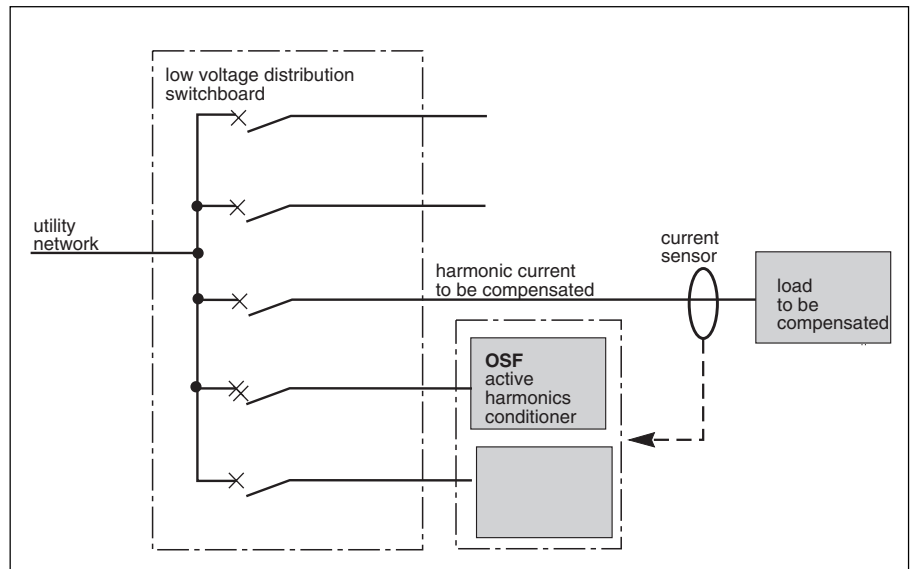 low voltage distribution
switchboard
utility
network
current
sensor
harmonic current
to be compensated
load
to be
compensated
OSF
active
harmonics
conditioner